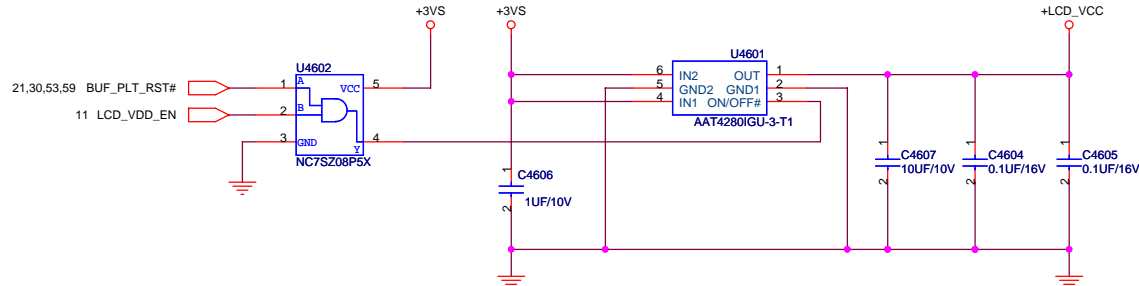 +3VS
+3VS
+LCD_VCC
U4602
U4601
21,30,53,59 BUF_PLT_RST#
1
A
VCC
5
6
IN2
OUT
1
5
GND2
GND1
2
11 LCD_VDD_EN
2
B
4
IN1
ON/OFF#
3
3
GND
Y
4
NC7SZ08P5X
AAT4280IGU-3-T1
1
C4606
1UF/10V
2
1
C4607
10UF/10V
2
1
C4604
0.1UF/16V
2
1
C4605
0.1UF/16V
2